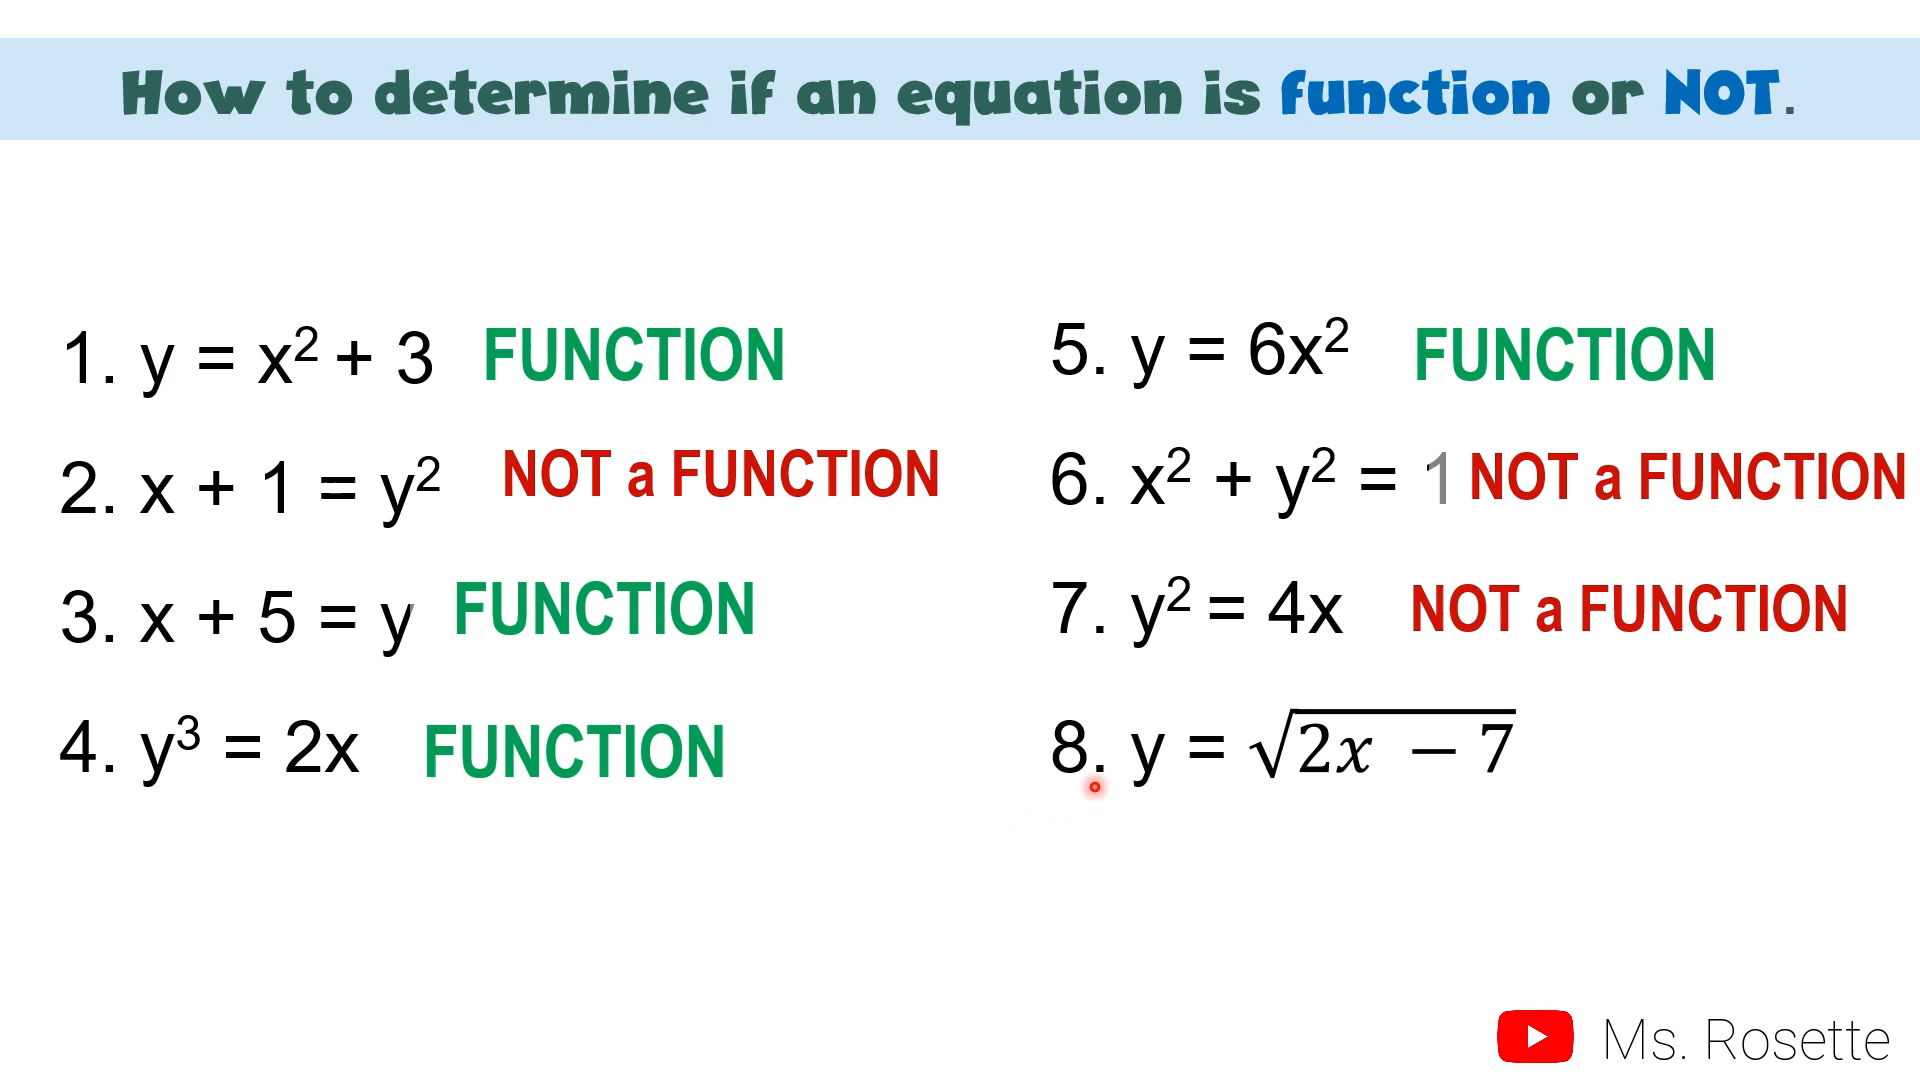 How to determine if an equation is function or NOT.
1. y = x² + 3 FUNCTION
2. x + 1 = y² NOT a FUNCTION
3. x + 5 = y FUNCTION
4. y³ = 2x FUNCTION
5. y = 6x² FUNCTION
6. x² + y² = 1 NOT a FUNCTION
7. y² = 4x NOT a FUNCTION
8. y = √(2x − 7)
Ms. Rosette